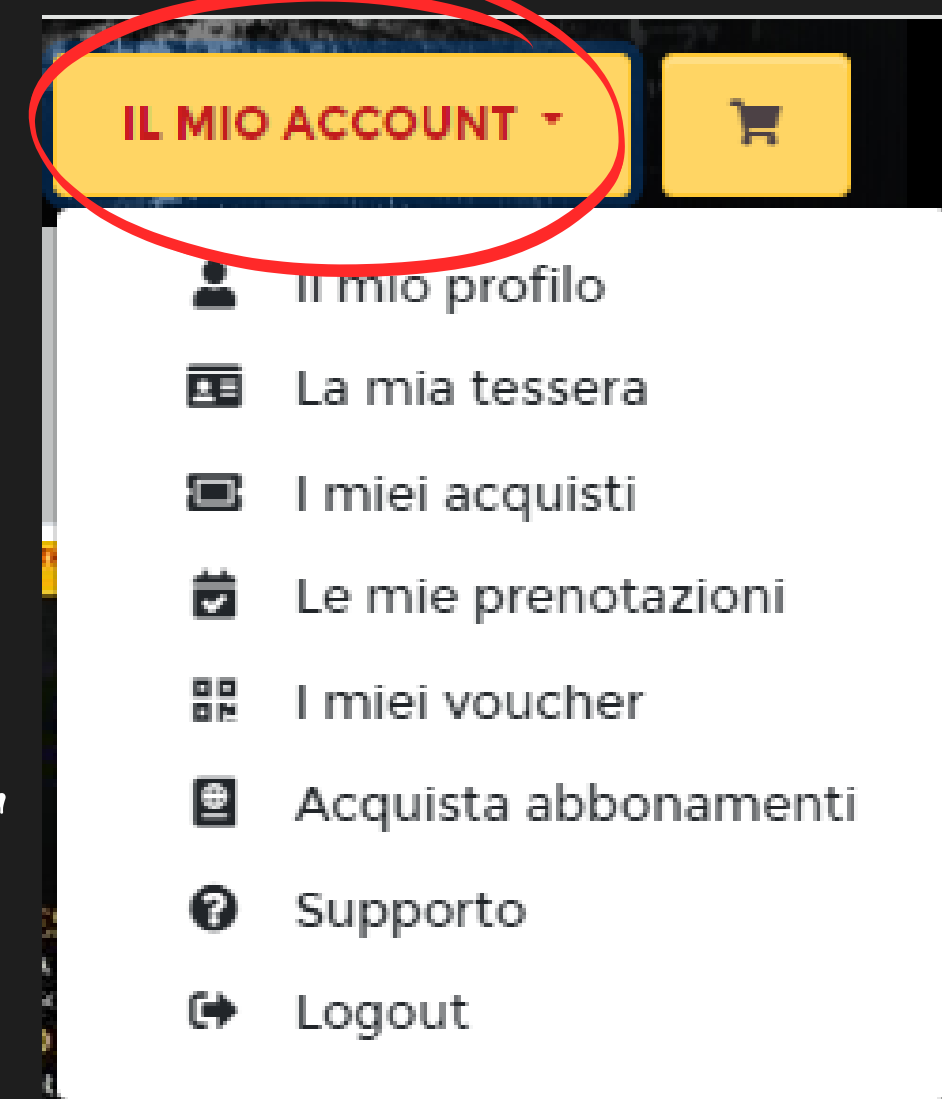 IL MIO ACCOUNT
Il mio profilo
La mia tessera
I miei acquisti
Le mie prenotazioni
I miei voucher
Acquista abbonamenti
Supporto
Logout